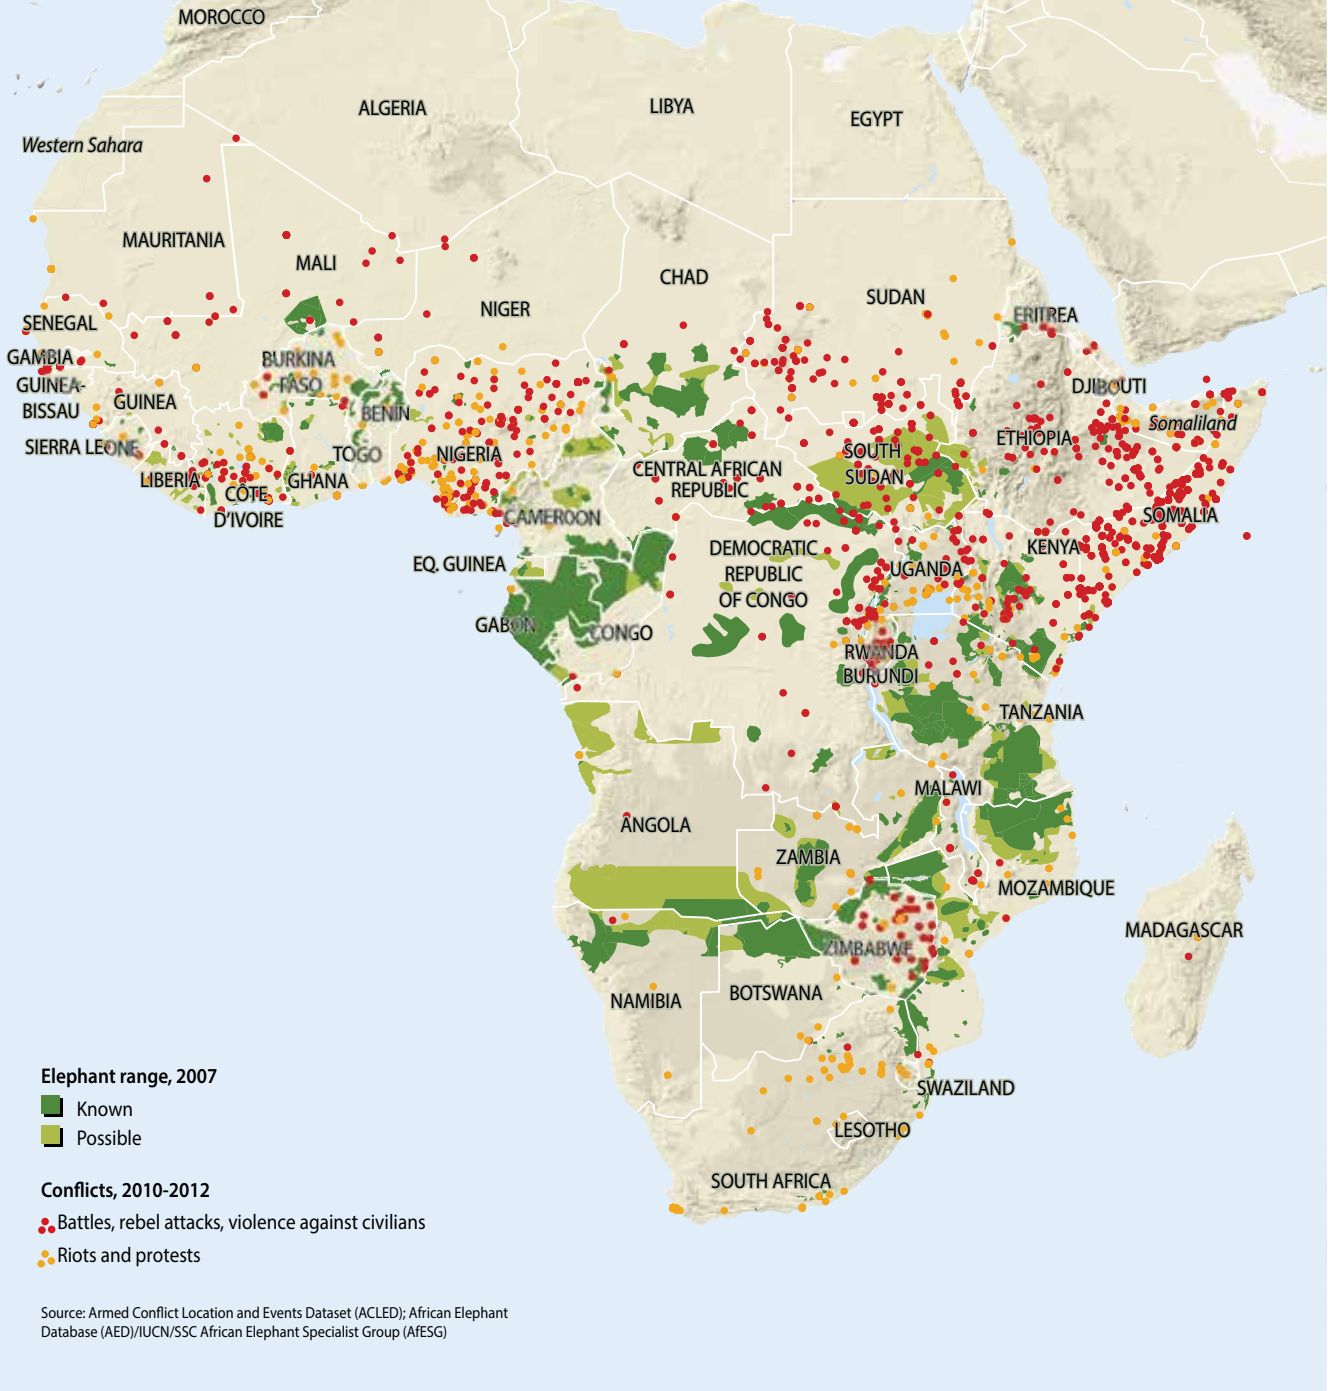 MOROCCO
ALGERIA
LIBYA
EGYPT
Western Sahara
MAURITANIA
MALI
NIGER
CHAD
SUDAN
ERITREA
SENEGAL
GAMBIA
GUINEA-
BISSAU
GUINEA
SIERRA LEONE
LIBERIA
CÔTE
D'IVOIRE
BURKINA
FASO
GHANA
TOGO
BENIN
NIGERIA
CAMEROON
CENTRAL AFRICAN
REPUBLIC
SOUTH
SUDAN
ETHIOPIA
DJIBOUTI
Somaliland
SOMALIA
EQ. GUINEA
GABON
CONGO
DEMOCRATIC
REPUBLIC
OF CONGO
UGANDA
KENYA
RWANDA
BURUNDI
TANZANIA
ANGOLA
ZAMBIA
MALAWI
MOZAMBIQUE
MADAGASCAR
ZIMBABWE
NAMIBIA
BOTSWANA
SWAZILAND
LESOTHO
SOUTH AFRICA
Elephant range, 2007
Known
Possible
Conflicts, 2010-2012
Battles, rebel attacks, violence against civilians
Riots and protests
Source: Armed Conflict Location and Events Dataset (ACLED); African Elephant
Database (AED)/IUCN/SSC African Elephant Specialist Group (AfESG)